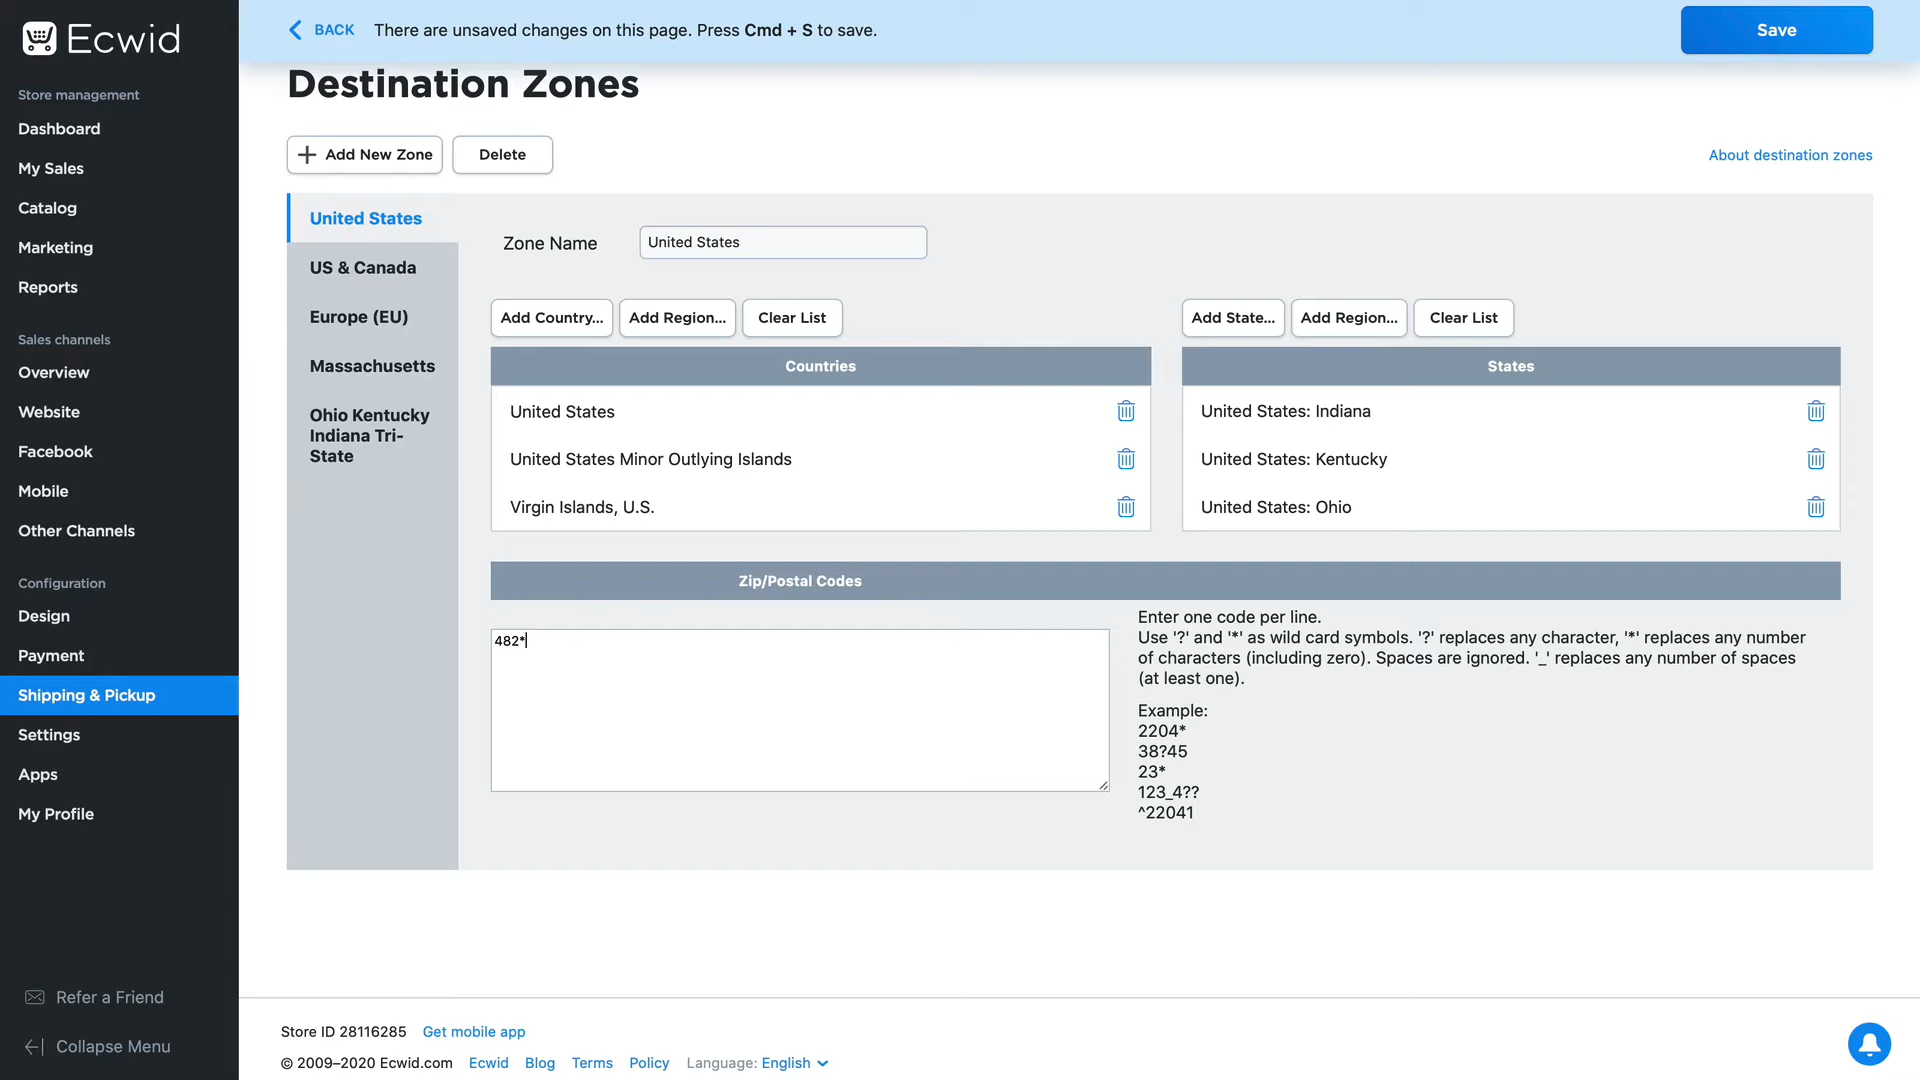 Ecwid
BACK There are unsaved changes on this page. Press Cmd + S to save.
Save
Store management
Dashboard
My Sales
Catalog
Marketing
Reports
Sales channels
Overview
Website
Facebook
Mobile
Other Channels
Configuration
Design
Payment
Shipping & Pickup
Settings
Apps
My Profile
Refer a Friend
Collapse Menu
Destination Zones
Add New Zone
Delete
About destination zones
United States
US & Canada
Europe (EU)
Massachusetts
Ohio Kentucky
Indiana Tri-
State
Zone Name United States
Add Country... Add Region... Clear List
Countries
United States
United States Minor Outlying Islands
Virgin Islands, U.S.
Add State... Add Region... Clear List
States
United States: Indiana
United States: Kentucky
United States: Ohio
Zip/Postal Codes
482*
Enter one code per line.
Use '?' and '*' as wild card symbols. '?' replaces any character, '*' replaces any number
of characters (including zero). Spaces are ignored. '_' replaces any number of spaces
(at least one).
Example:
2204*
38?45
23*
123_4??
^22041
Store ID 28116285 Get mobile app
© 2009–2020 Ecwid.com Ecwid Blog Terms Policy Language: English